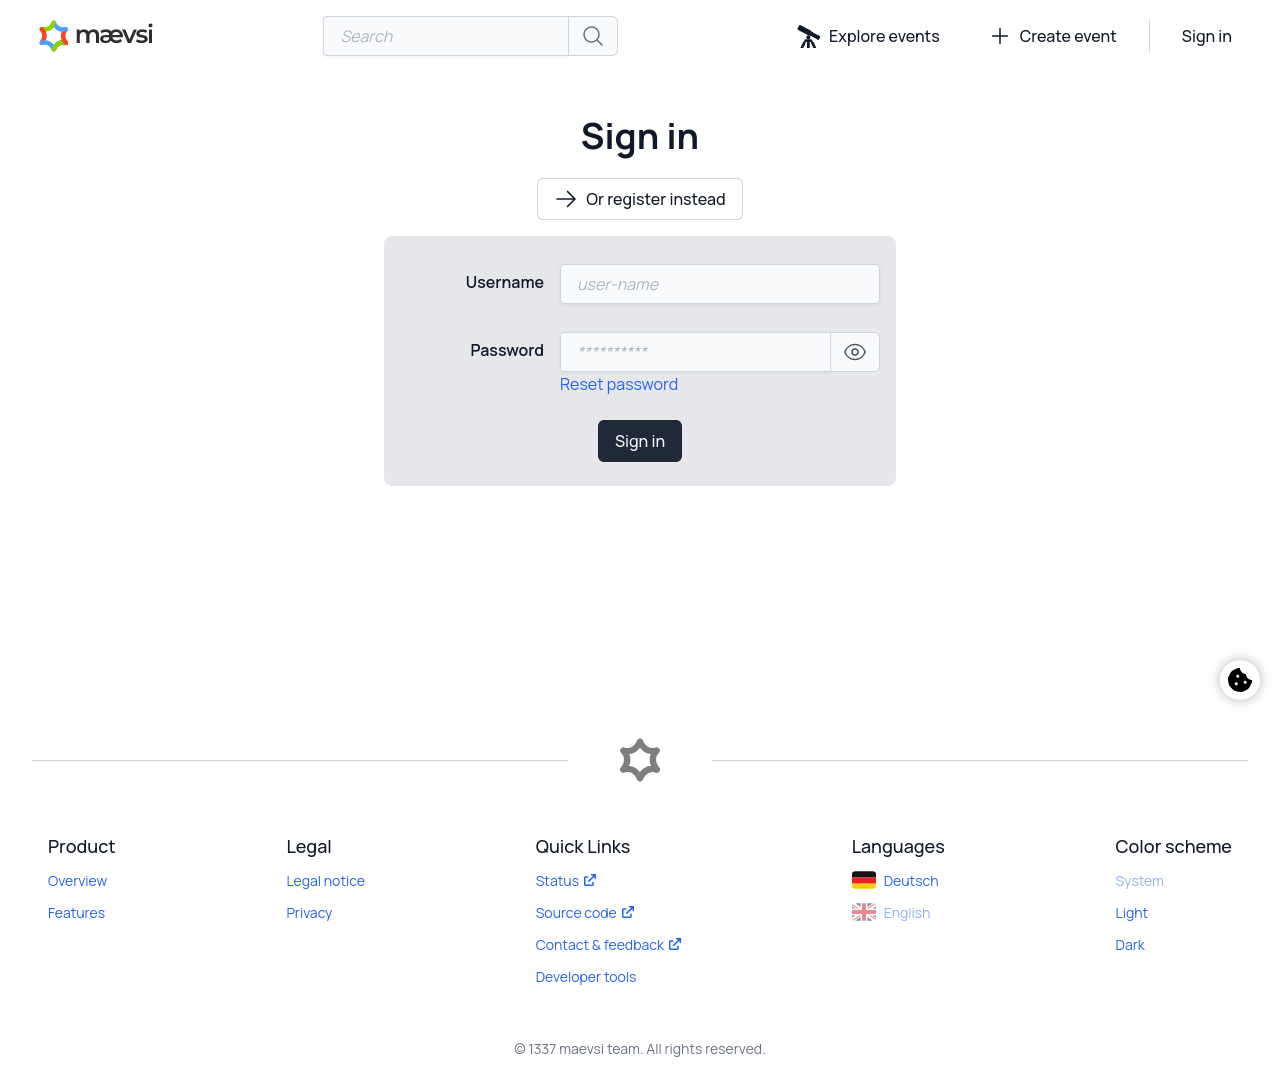 mævsi
Search
Explore events
Create event
Sign in
Sign in
Or register instead
Username
user-name
Password
**********
Reset password
Sign in
Product
Overview
Features
Legal
Legal notice
Privacy
Quick Links
Status
Source code
Contact & feedback
Developer tools
Languages
Deutsch
English
Color scheme
System
Light
Dark
© 1337 maevsi team. All rights reserved.